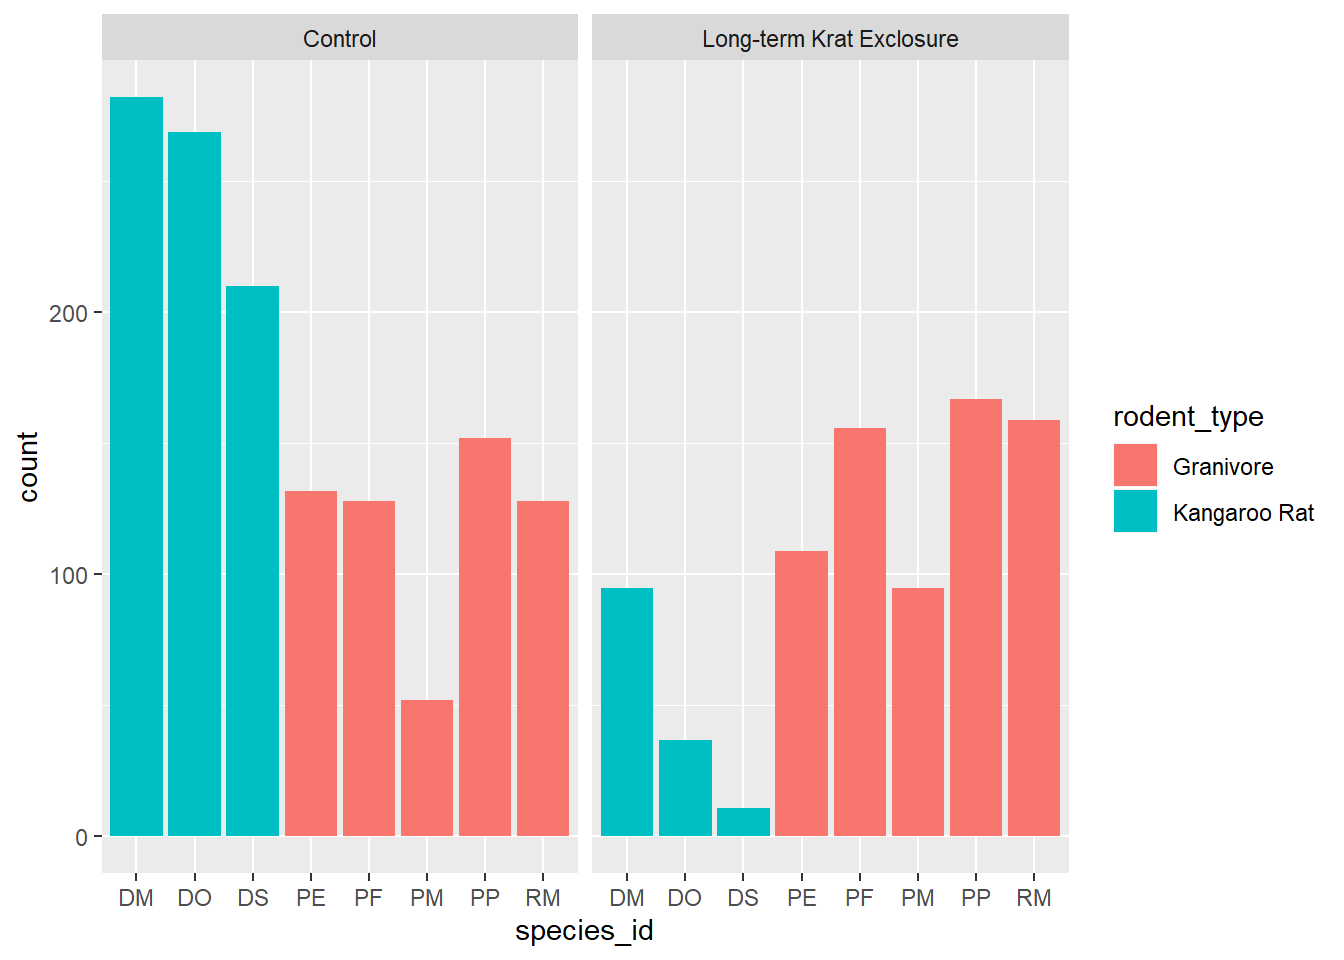 Control
Long-term Krat Exclosure
count
200
100
0
DM DO DS PE PF PM PP RM
DM DO DS PE PF PM PP RM
species_id
rodent_type
Granivore
Kangaroo Rat